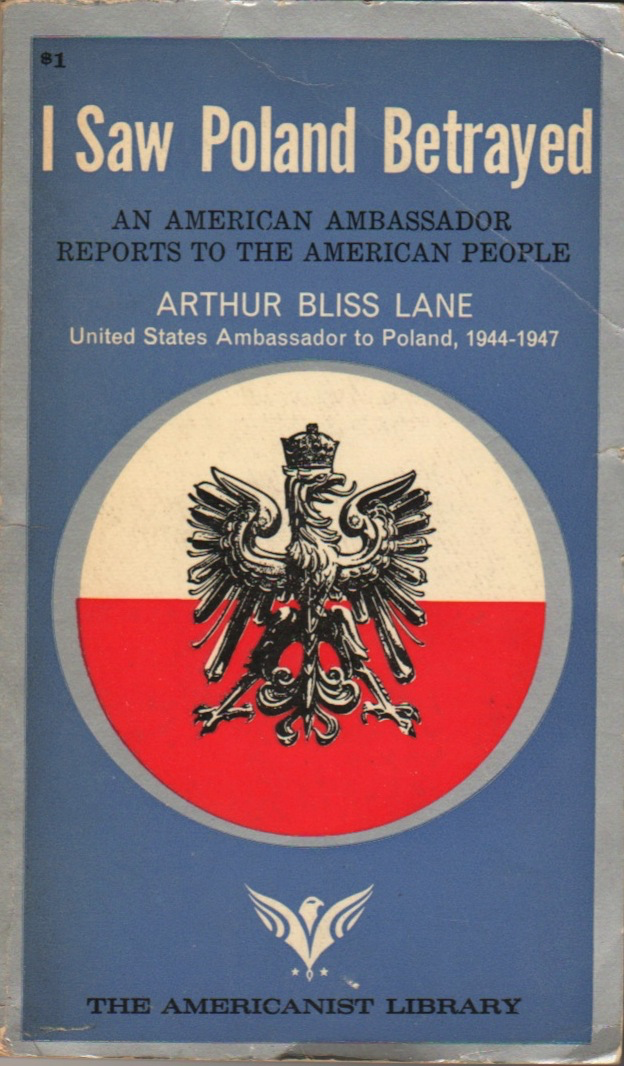 $1
I Saw Poland Betrayed
AN AMERICAN AMBASSADOR
REPORTS TO THE AMERICAN PEOPLE
ARTHUR BLISS LANE
United States Ambassador to Poland, 1944-1947
THE AMERICANIST LIBRARY